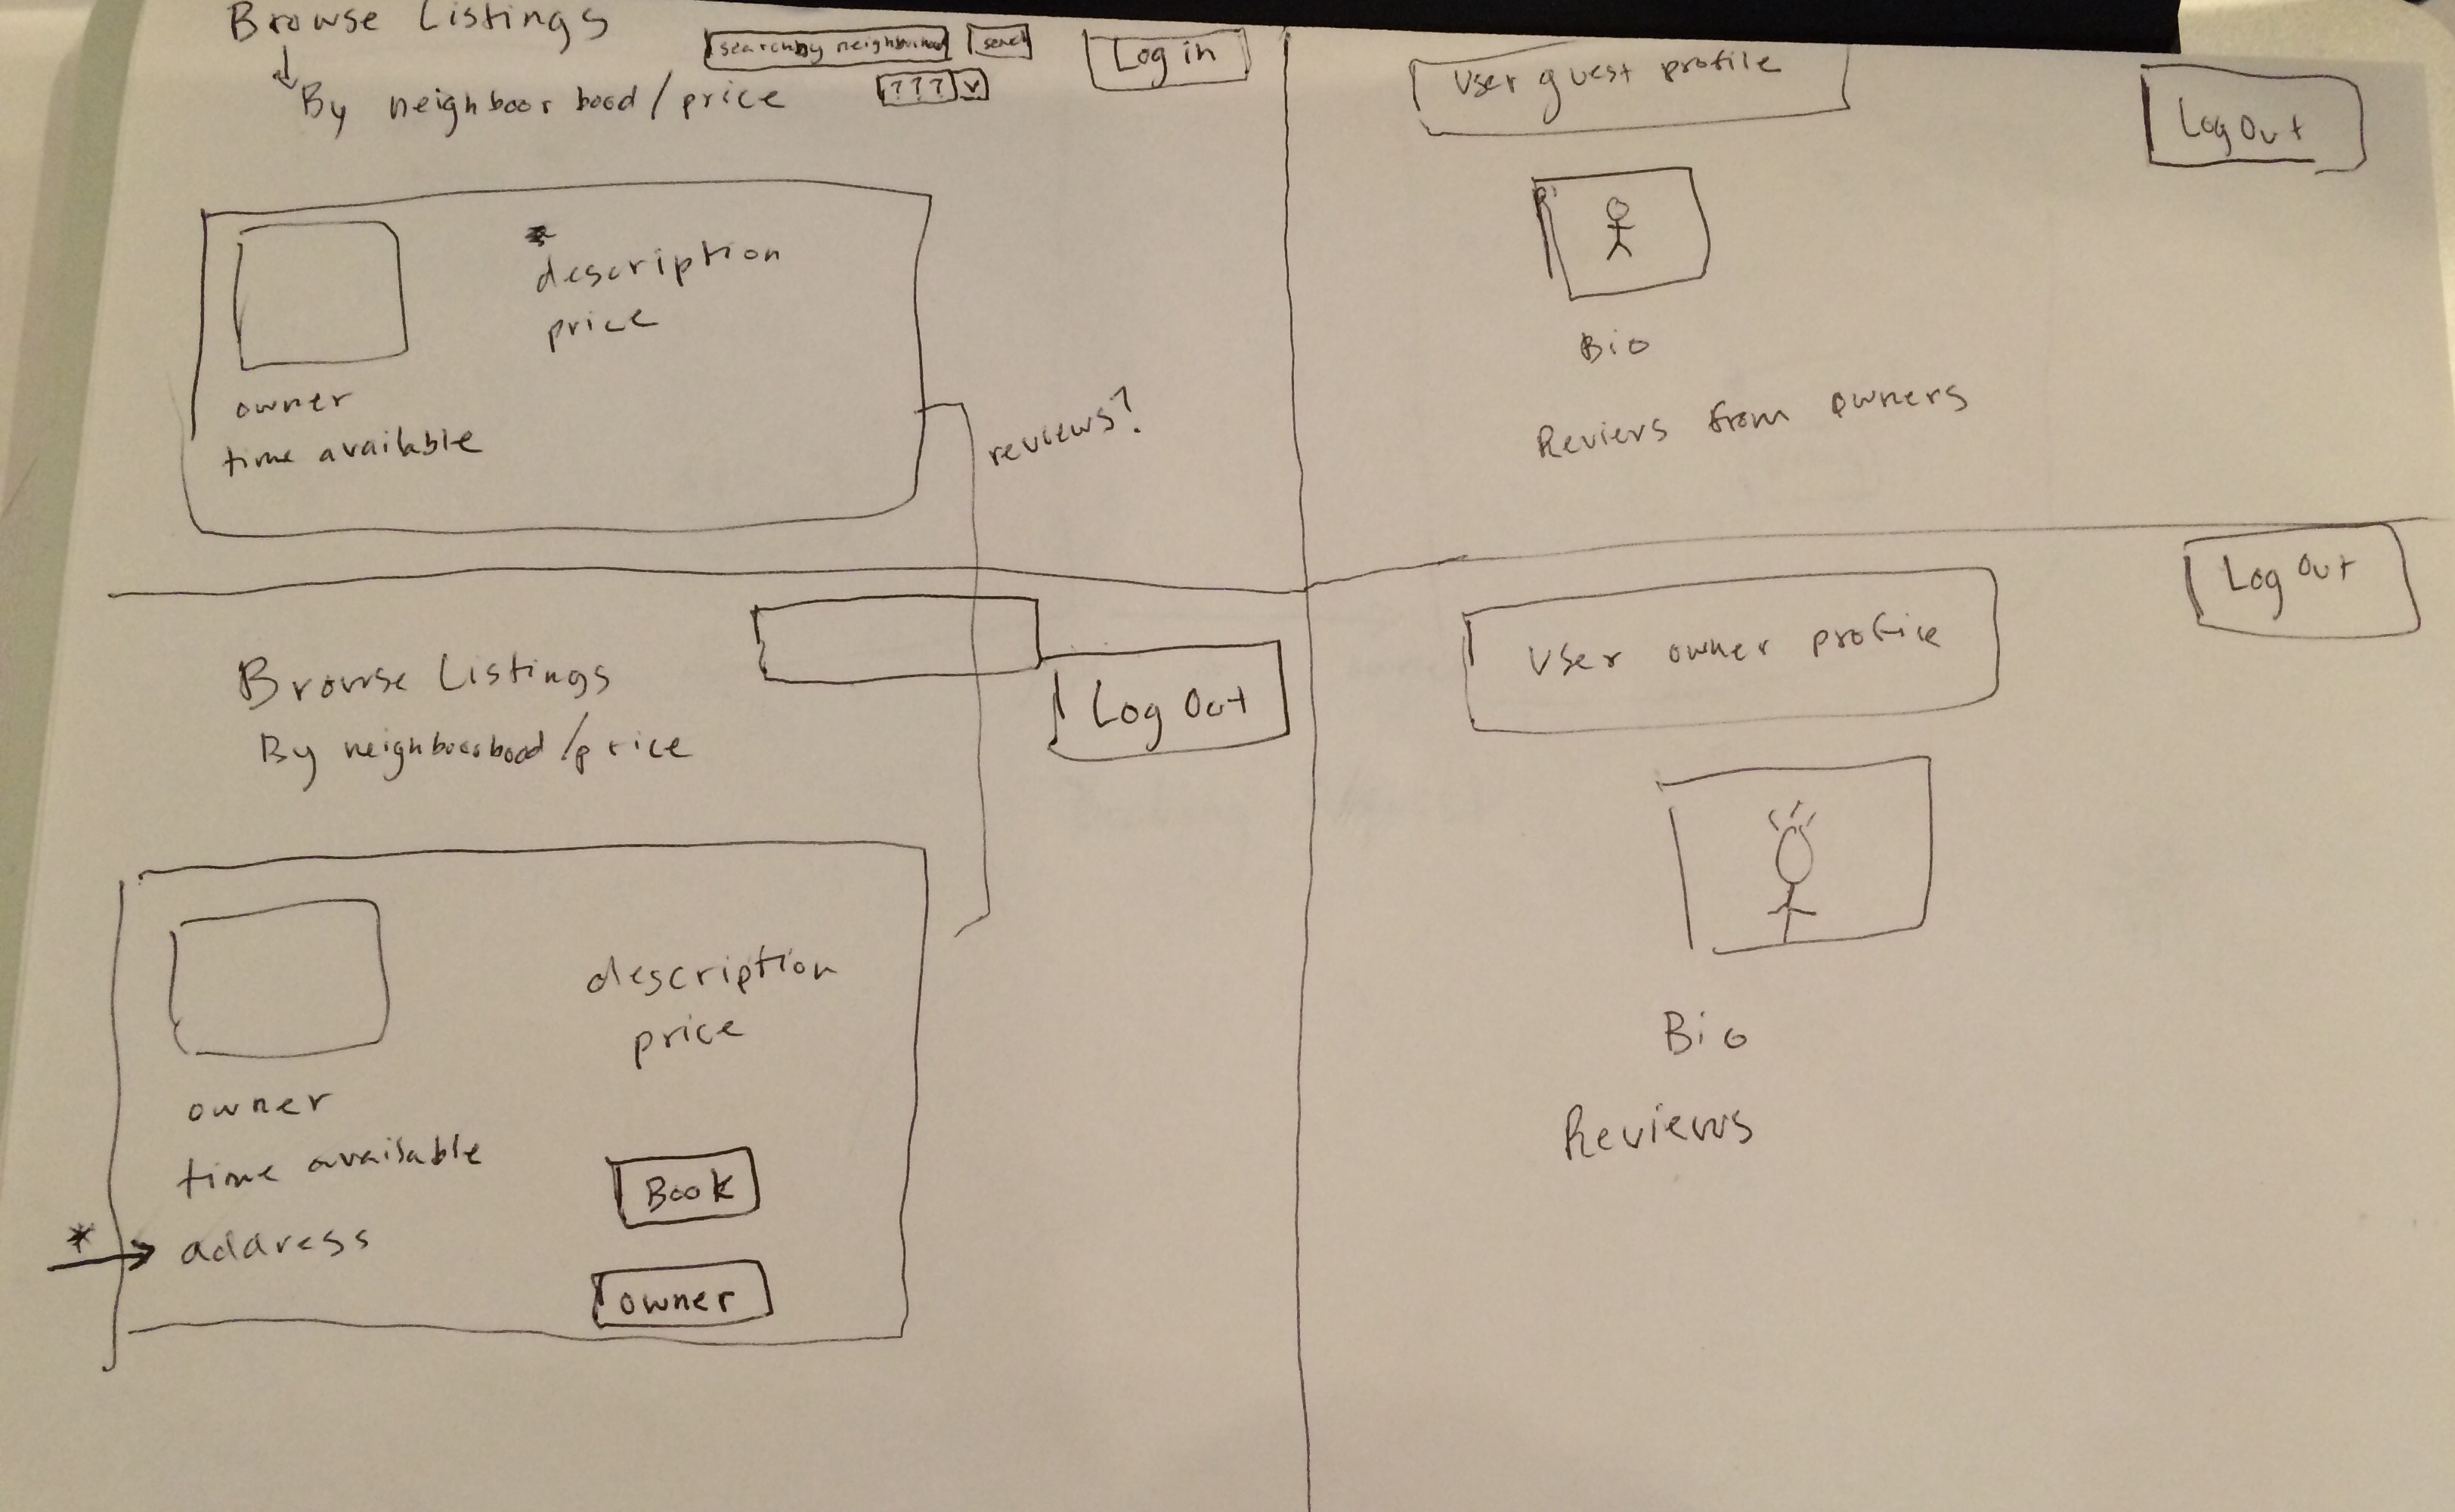 Browse Listings
By neighboorhood/price
search by neighborhood
search
???
v
Log in
*
description
price
owner
time available
reviews?
User guest profile
Log Out
Bio
Reviers from owners
Browse Listings
By neighboorhood/price
Log Out
description
price
owner
time available
* address
Book
owner
User owner profile
Log Out
Bio
Reviews